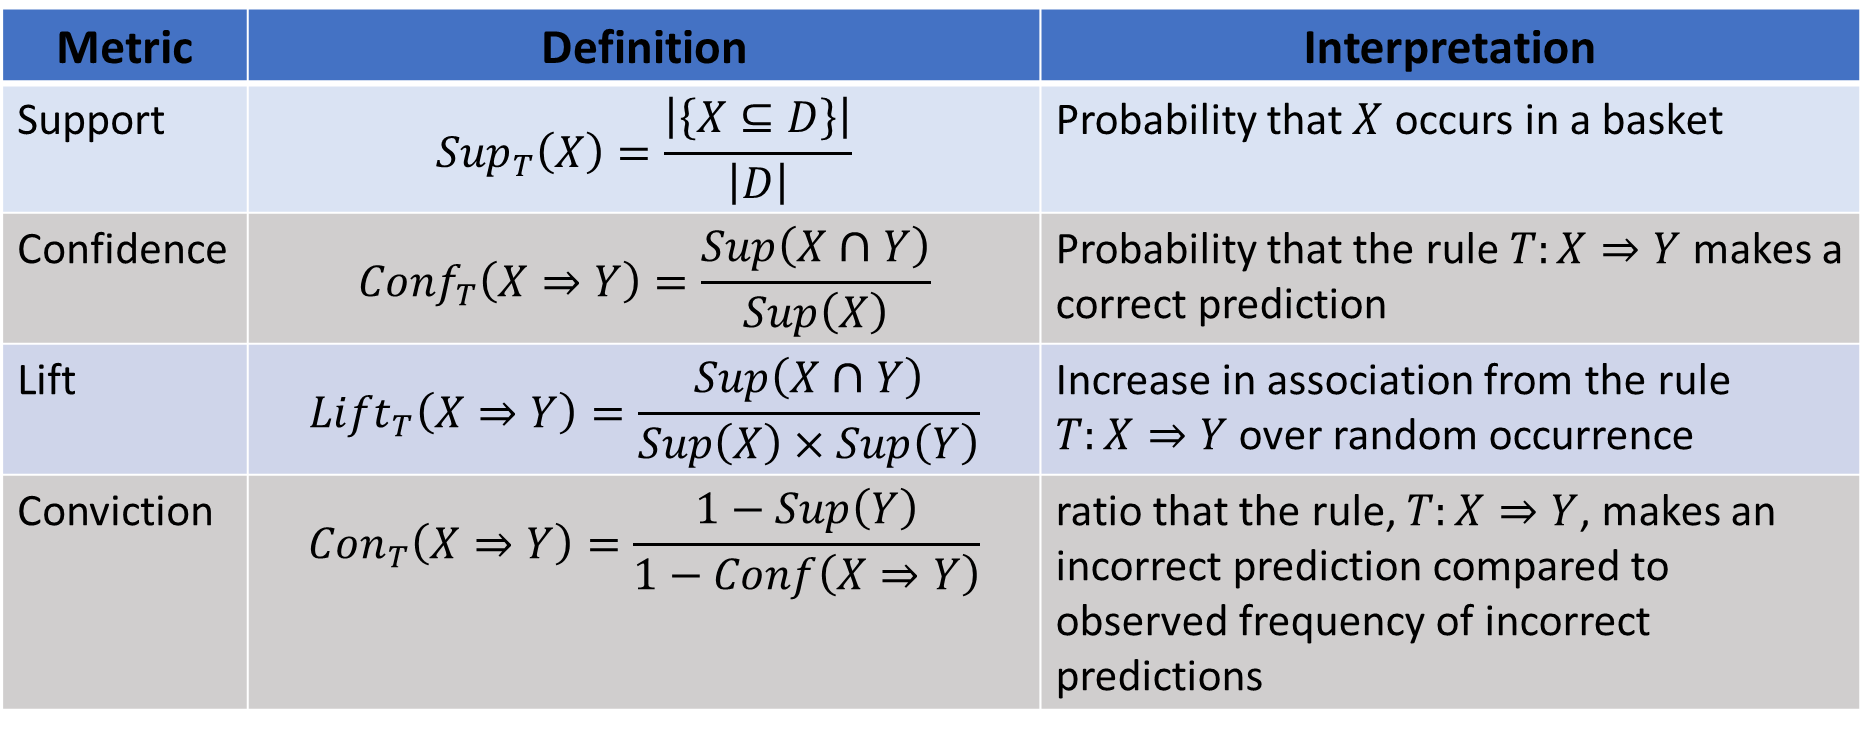 Metric Definition Interpretation
Support
Sup_T(X) = |{X ⊆ D}| / |D|
Probability that X occurs in a basket
Confidence
Conf_T(X ⇒ Y) = Sup(X ∩ Y) / Sup(X)
Probability that the rule T: X ⇒ Y makes a
correct prediction
Lift
Lift_T(X ⇒ Y) = Sup(X ∩ Y) / Sup(X) × Sup(Y)
Increase in association from the rule
T: X ⇒ Y over random occurrence
Conviction
Con_T(X ⇒ Y) = 1 − Sup(Y) / 1 − Conf(X ⇒ Y)
ratio that the rule, T: X ⇒ Y, makes an
incorrect prediction compared to
observed frequency of incorrect
predictions